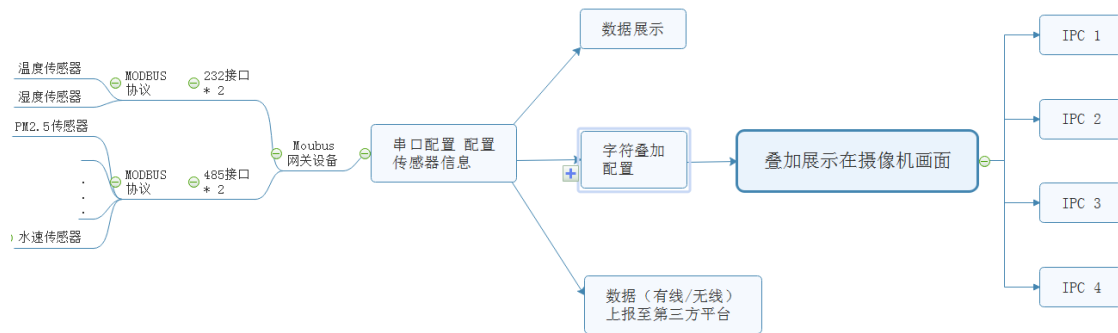 温度传感器
湿度传感器
MODBUS
协议
232接口
* 2
PM2.5传感器
.
.
.
水速传感器
MODBUS
协议
485接口
* 2
Moubus
网关设备
串口配置 配置
传感器信息
数据展示
字符叠加
配置
数据（有线/无线）
上报至第三方平台
叠加展示在摄像机画面
IPC 1
IPC 2
IPC 3
IPC 4